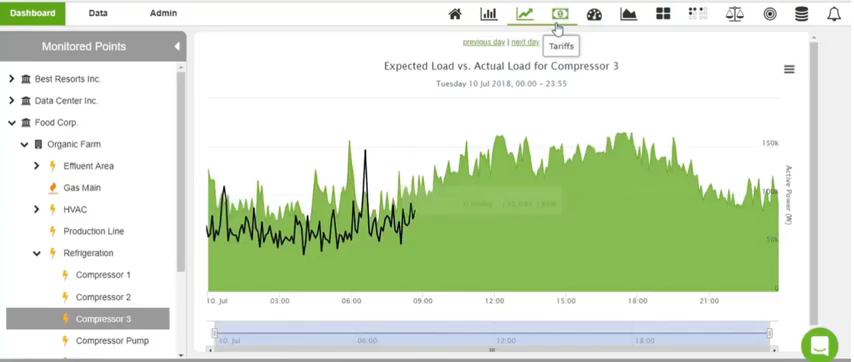 Dashboard Data Admin
Monitored Points
previous day | next day
Tariffs
Best Resorts Inc.
Data Center Inc.
Food Corp.
Organic Farm
Effluent Area
Gas Main
HVAC
Production Line
Refrigeration
Compressor 1
Compressor 2
Compressor 3
Compressor Pump
Expected Load vs. Actual Load for Compressor 3
Tuesday 10 Jul 2018, 00:00 - 23:55
150k
100k
50k
Active Power (W)
10. Jul 03:00 06:00 09:00 12:00 15:00 18:00 21:00
10. Jul 06:00 12:00 18:00